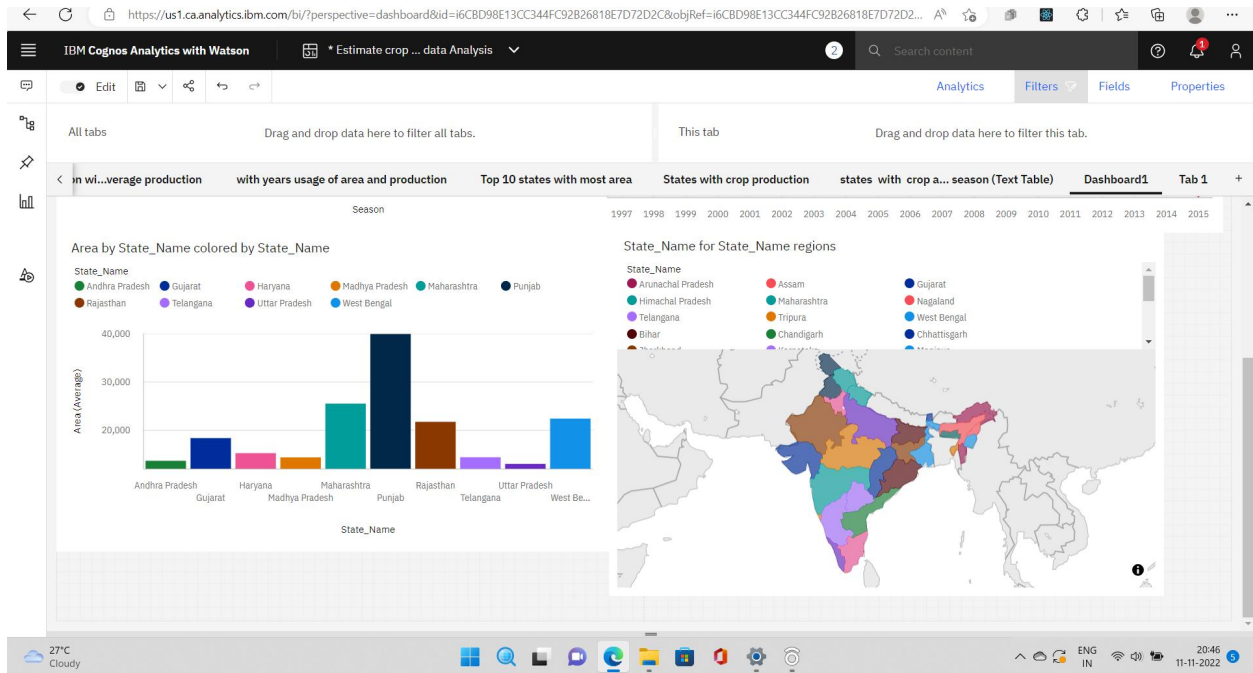 https://us1.ca.analytics.ibm.com/bi/?perspective=dashboard&id=i6CBD98E13CC344FC92B26818E7D72D2C&objRef=i6CBD98E13CC344FC92B26818E7D72D2...
IBM Cognos Analytics with Watson
* Estimate crop ... data Analysis
2
Search content
1
Edit
Analytics
Filters
Fields
Properties
All tabs
Drag and drop data here to filter all tabs.
This tab
Drag and drop data here to filter this tab.
on wi...verage production
with years usage of area and production
Top 10 states with most area
States with crop production
states with crop a... season (Text Table)
Dashboard1
Tab 1
Season
1997 1998 1999 2000 2001 2002 2003 2004 2005 2006 2007 2008 2009 2010 2011 2012 2013 2014 2015
Area by State_Name colored by State_Name
State_Name
Andhra Pradesh Gujarat Haryana Madhya Pradesh Maharashtra Punjab
Rajasthan Telangana Uttar Pradesh West Bengal
40,000
30,000
20,000
Area (Average)
Andhra Pradesh Haryana Maharashtra Rajasthan Uttar Pradesh
Gujarat Madhya Pradesh Punjab Telangana West Be...
State_Name
State_Name for State_Name regions
State_Name
Arunachal Pradesh Assam Gujarat
Himachal Pradesh Maharashtra Nagaland
Telangana Tripura West Bengal
Bihar Chandigarh Chhattisgarh
27°C
Cloudy
ENG
IN
20:46
11-11-2022
5